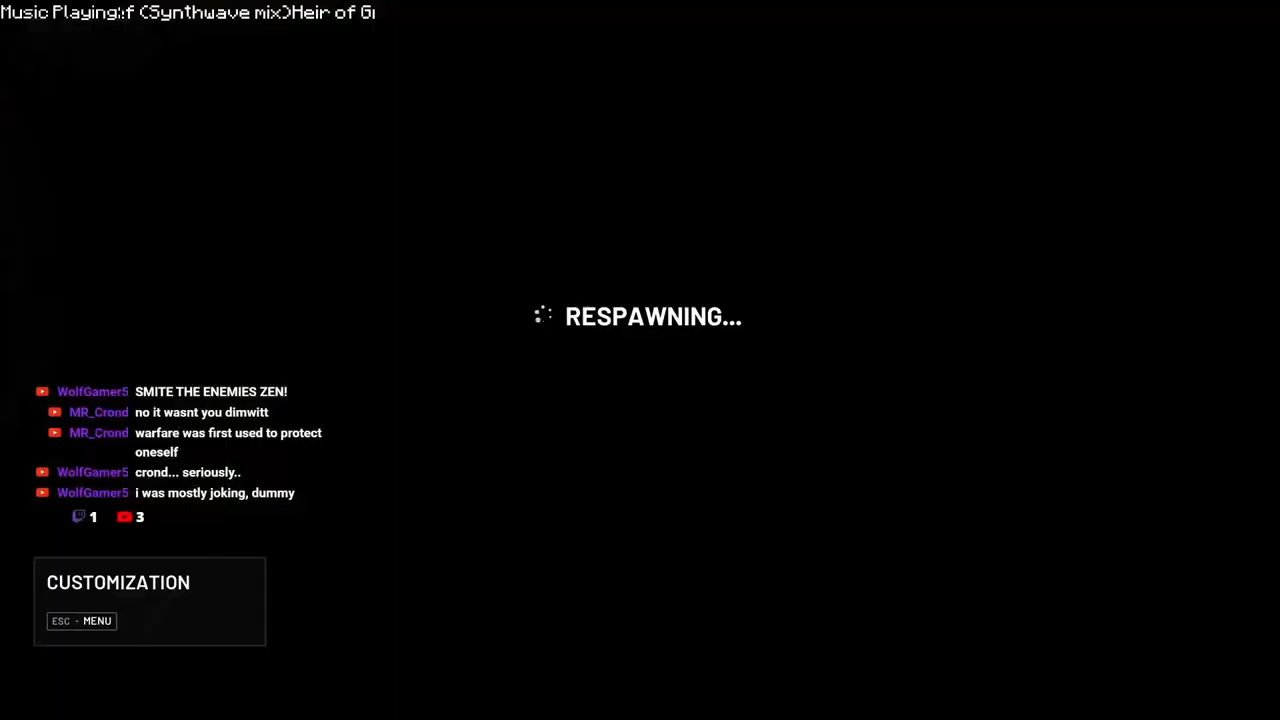 Music Playing:f (Synthwave mix)Heir of Gr
RESPAWNING...
WolfGamer5 SMITE THE ENEMIES ZEN!
MR_Crond no it wasnt you dimwitt
MR_Crond warfare was first used to protect
oneself
WolfGamer5 crond... seriously..
WolfGamer5 i was mostly joking, dummy
1 3
CUSTOMIZATION
ESC - MENU